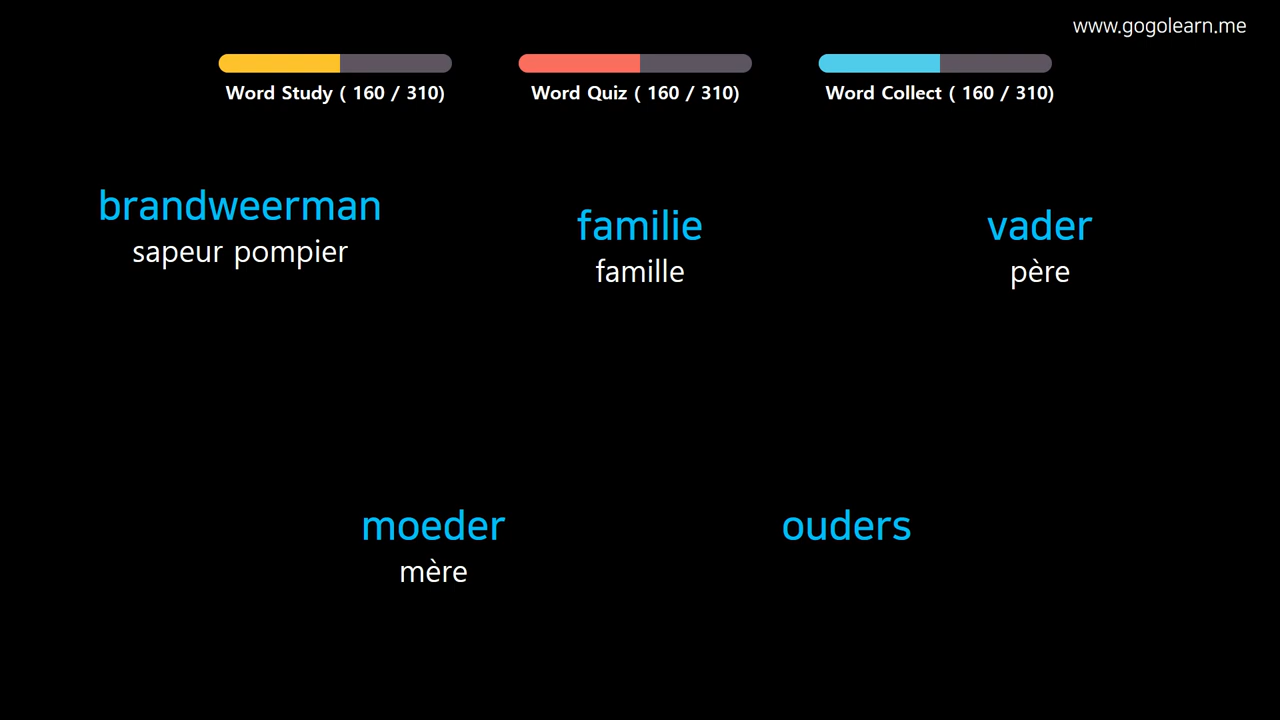 www.gogolearn.me
Word Study ( 160 / 310)
Word Quiz ( 160 / 310)
Word Collect ( 160 / 310)
brandweerman
sapeur pompier
familie
famille
vader
père
moeder
mère
ouders